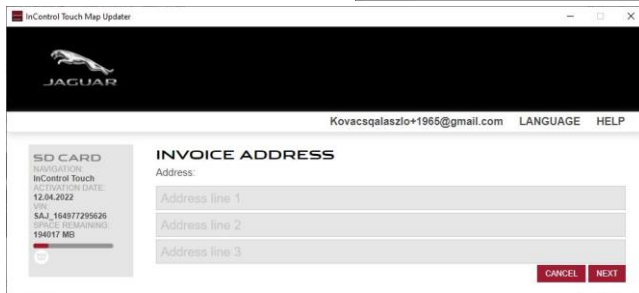 InControl Touch Map Updater
JAGUAR
Kovacsqalaszlo+1965@gmail.com LANGUAGE HELP
SD CARD
NAVIGATION:
InControl Touch
ACTIVATION DATE:
12.04.2022
VIN:
SAJ_164977295626
SPACE REMAINING:
194017 MB
INVOICE ADDRESS
Address:
Address line 1
Address line 2
Address line 3
CANCEL NEXT